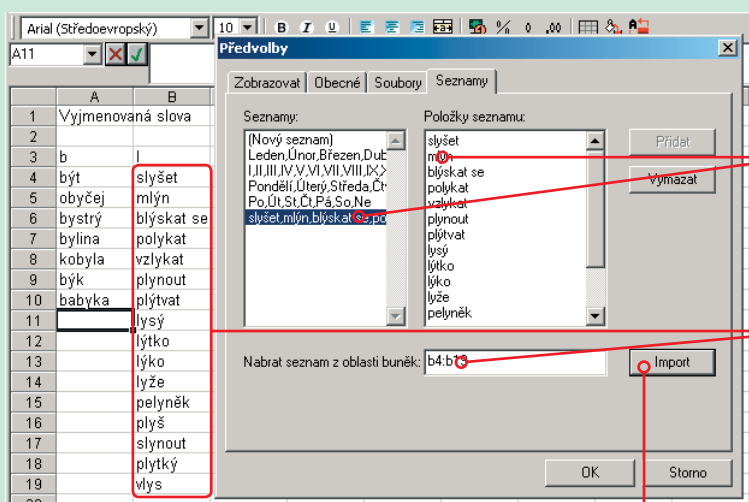 Arial (Středoevropský) 10 B I U % 0 ,00
A11
Předvolby
Zobrazovat Obecné Soubory Seznamy
Seznamy:
(Nový seznam)
Leden,Únor,Březen,Dub
I,II,III,IV,V,VI,VII,VIII,IX,X
Pondělí,Úterý,Středa,Čt
Po,Út,St,Čt,Pá,So,Ne
slyšet,mlýn,blýskat se,po
Položky seznamu:
slyšet
mlýn
blýskat se
polykat
vzlykat
plynout
plýtvat
lysý
lýtko
lýko
lyže
pelyněk
Přidat
Vymazat
Nabrat seznam z oblasti buněk: b4:b19
Import
OK Storno
A B
1 Vyjmenovaná slova
2
3 b l
4 být slyšet
5 obyčej mlýn
6 bystrý blýskat se
7 bylina polykat
8 kobyla vzlykat
9 býk plynout
10 babyka plýtvat
11 lysý
12 lýtko
13 lýko
14 lyže
15 pelyněk
16 plyš
17 slynout
18 plytký
19 vlys